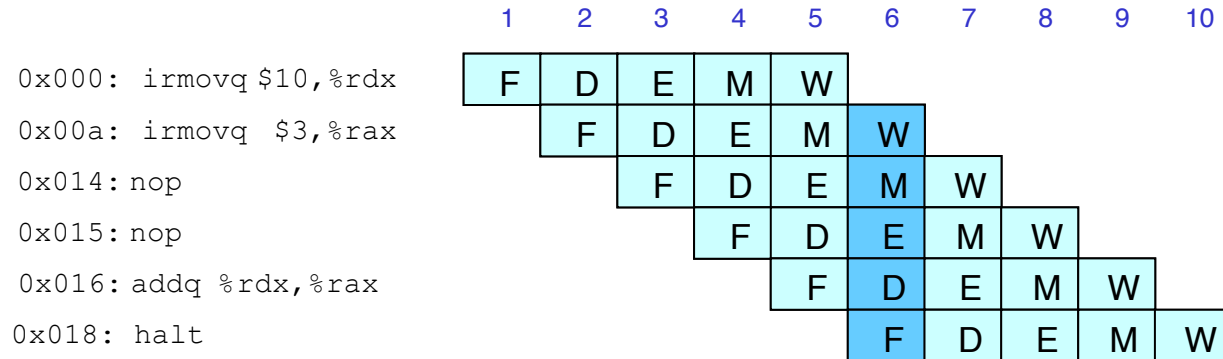 1 2 3 4 5 6 7 8 9 10
0x000: irmovq $10,%rdx F D E M W
0x00a: irmovq $3,%rax F D E M W
0x014: nop F D E M W
0x015: nop F D E M W
0x016: addq %rdx,%rax F D E M W
0x018: halt F D E M W